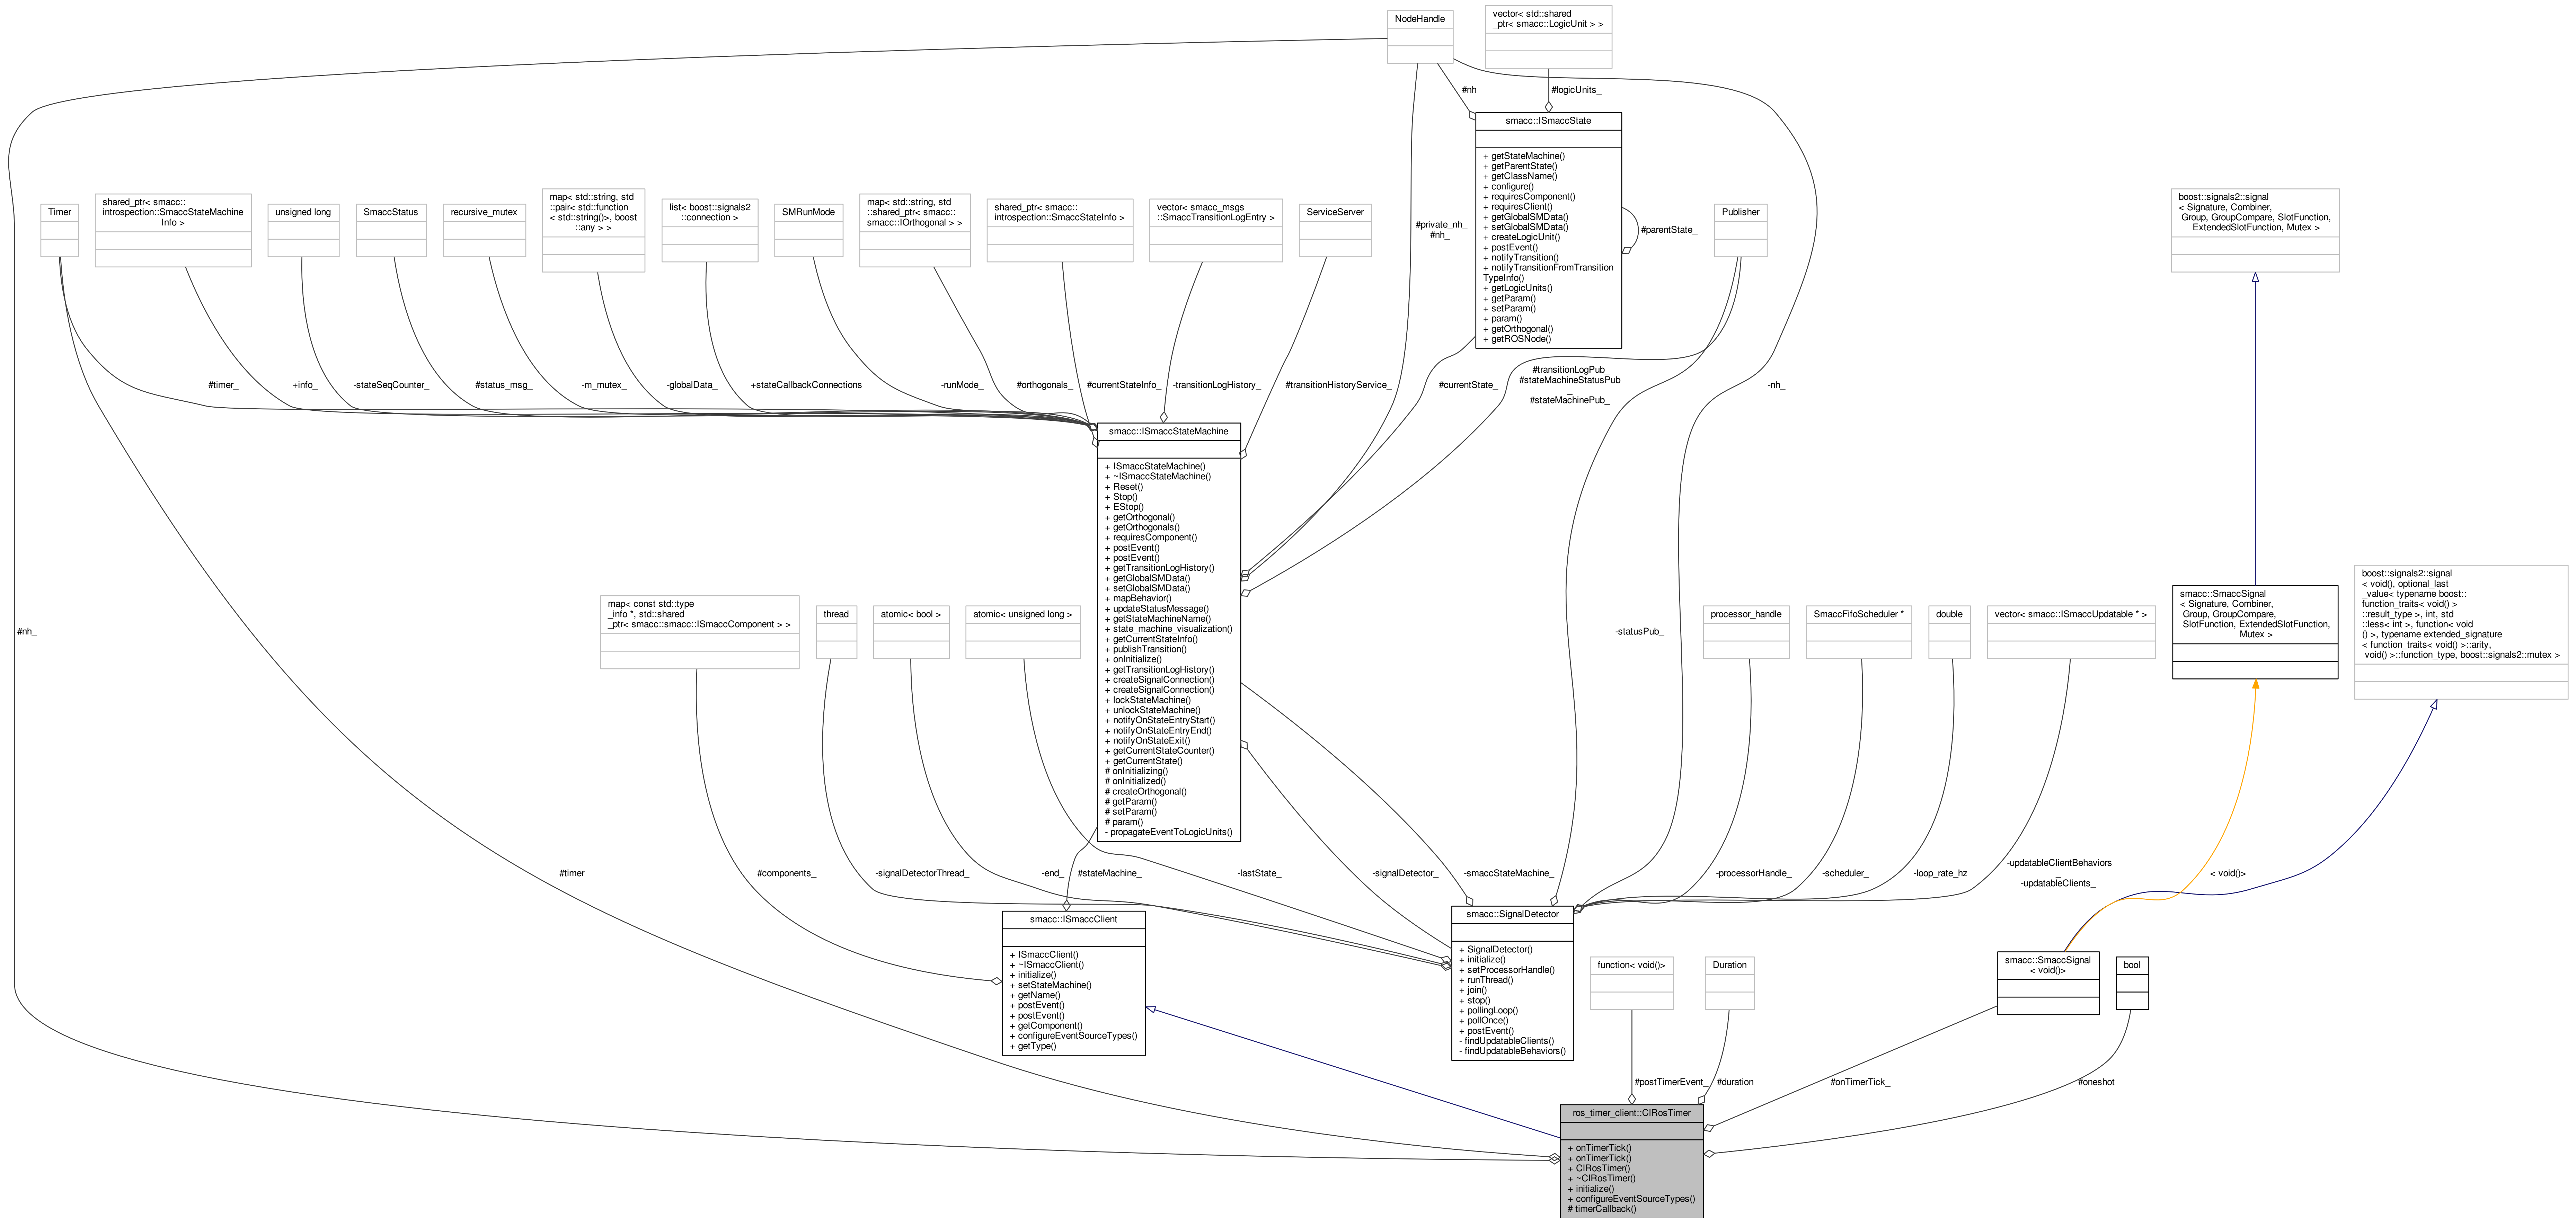 NodeHandle
vector< std::shared
_ptr< smacc::LogicUnit > >
#nh
#logicUnits_
smacc::ISmaccState
+ getStateMachine()
+ getParentState()
+ getClassName()
+ configure()
+ requiresComponent()
+ requiresClient()
+ getGlobalSMData()
+ setGlobalSMData()
+ createLogicUnit()
+ postEvent()
+ notifyTransition()
+ notifyTransitionFromTransition
TypeInfo()
+ getLogicUnits()
+ getParam()
+ setParam()
+ param()
+ getOrthogonal()
+ getROSNode()
#parentState_
Timer
shared_ptr< smacc::
introspection::SmaccStateMachine
Info >
unsigned long
SmaccStatus
recursive_mutex
map< std::string, std
::pair< std::function
< std::string()>, boost
::any > >
list< boost::signals2
::connection >
SMRunMode
map< std::string, std
::shared_ptr< smacc::
smacc::IOrthogonal > >
shared_ptr< smacc::
introspection::SmaccStateInfo >
vector< smacc_msgs
::SmaccTransitionLogEntry >
ServiceServer
#private_nh_
#nh_
Publisher
boost::signals2::signal
< Signature, Combiner,
Group, GroupCompare, SlotFunction,
ExtendedSlotFunction, Mutex >
#timer_
+info_
-stateSeqCounter_
#status_msg_
-m_mutex_
-globalData_
+stateCallbackConnections
-runMode_
#orthogonals_
#currentStateInfo_
-transitionLogHistory_
#transitionHistoryService_
#currentState_
#transitionLogPub_
#stateMachineStatusPub
_
#stateMachinePub_
-nh_
smacc::ISmaccStateMachine
+ ISmaccStateMachine()
+ ~ISmaccStateMachine()
+ Reset()
+ Stop()
+ EStop()
+ getOrthogonal()
+ getOrthogonals()
+ requiresComponent()
+ postEvent()
+ postEvent()
+ getTransitionLogHistory()
+ getGlobalSMData()
+ setGlobalSMData()
+ mapBehavior()
+ updateStatusMessage()
+ getStateMachineName()
+ state_machine_visualization()
+ getCurrentStateInfo()
+ publishTransition()
+ onInitialize()
+ getTransitionLogHistory()
+ createSignalConnection()
+ createSignalConnection()
+ lockStateMachine()
+ unlockStateMachine()
+ notifyOnStateEntryStart()
+ notifyOnStateEntryEnd()
+ notifyOnStateExit()
+ getCurrentStateCounter()
+ getCurrentState()
# onInitializing()
# onInitialized()
# createOrthogonal()
# getParam()
# setParam()
# param()
- propagateEventToLogicUnits()
#nh_
map< const std::type
_info *, std::shared
_ptr< smacc::smacc::ISmaccComponent > >
thread
atomic< bool >
atomic< unsigned long >
-statusPub_
processor_handle
SmaccFifoScheduler *
double
vector< smacc::ISmaccUpdatable * >
smacc::SmaccSignal
< Signature, Combiner,
Group, GroupCompare,
SlotFunction, ExtendedSlotFunction,
Mutex >
boost::signals2::signal
< void(), optional_last
_value< typename boost::
function_traits< void() >
::result_type >, int, std
::less< int >, function< void
() >, typename extended_signature
< function_traits< void() >::arity,
void() >::function_type, boost::signals2::mutex >
#timer
#components_
-signalDetectorThread_
-end_
#stateMachine_
-lastState_
-signalDetector_
-smaccStateMachine_
-processorHandle_
-scheduler_
-loop_rate_hz
-updatableClientBehaviors
_
-updatableClients_
< void()>
smacc::ISmaccClient
+ ISmaccClient()
+ ~ISmaccClient()
+ initialize()
+ setStateMachine()
+ getName()
+ postEvent()
+ postEvent()
+ getComponent()
+ configureEventSourceTypes()
+ getType()
smacc::SignalDetector
+ SignalDetector()
+ initialize()
+ setProcessorHandle()
+ runThread()
+ join()
+ stop()
+ pollingLoop()
+ pollOnce()
+ postEvent()
- findUpdatableClients()
- findUpdatableBehaviors()
function< void()>
Duration
smacc::SmaccSignal
< void()>
bool
#postTimerEvent_
#duration
#onTimerTick_
#oneshot
ros_timer_client::ClRosTimer
+ onTimerTick()
+ onTimerTick()
+ ClRosTimer()
+ ~ClRosTimer()
+ initialize()
+ configureEventSourceTypes()
# timerCallback()